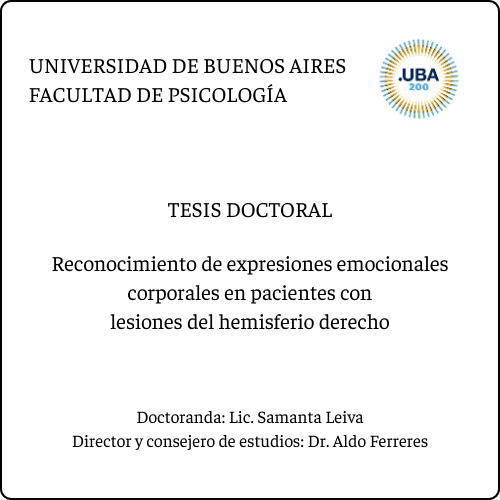 UNIVERSIDAD DE BUENOS AIRES
FACULTAD DE PSICOLOGÍA
.UBA
200
TESIS DOCTORAL
Reconocimiento de expresiones emocionales
corporales en pacientes con
lesiones del hemisferio derecho
Doctoranda: Lic. Samanta Leiva
Director y consejero de estudios: Dr. Aldo Ferreres